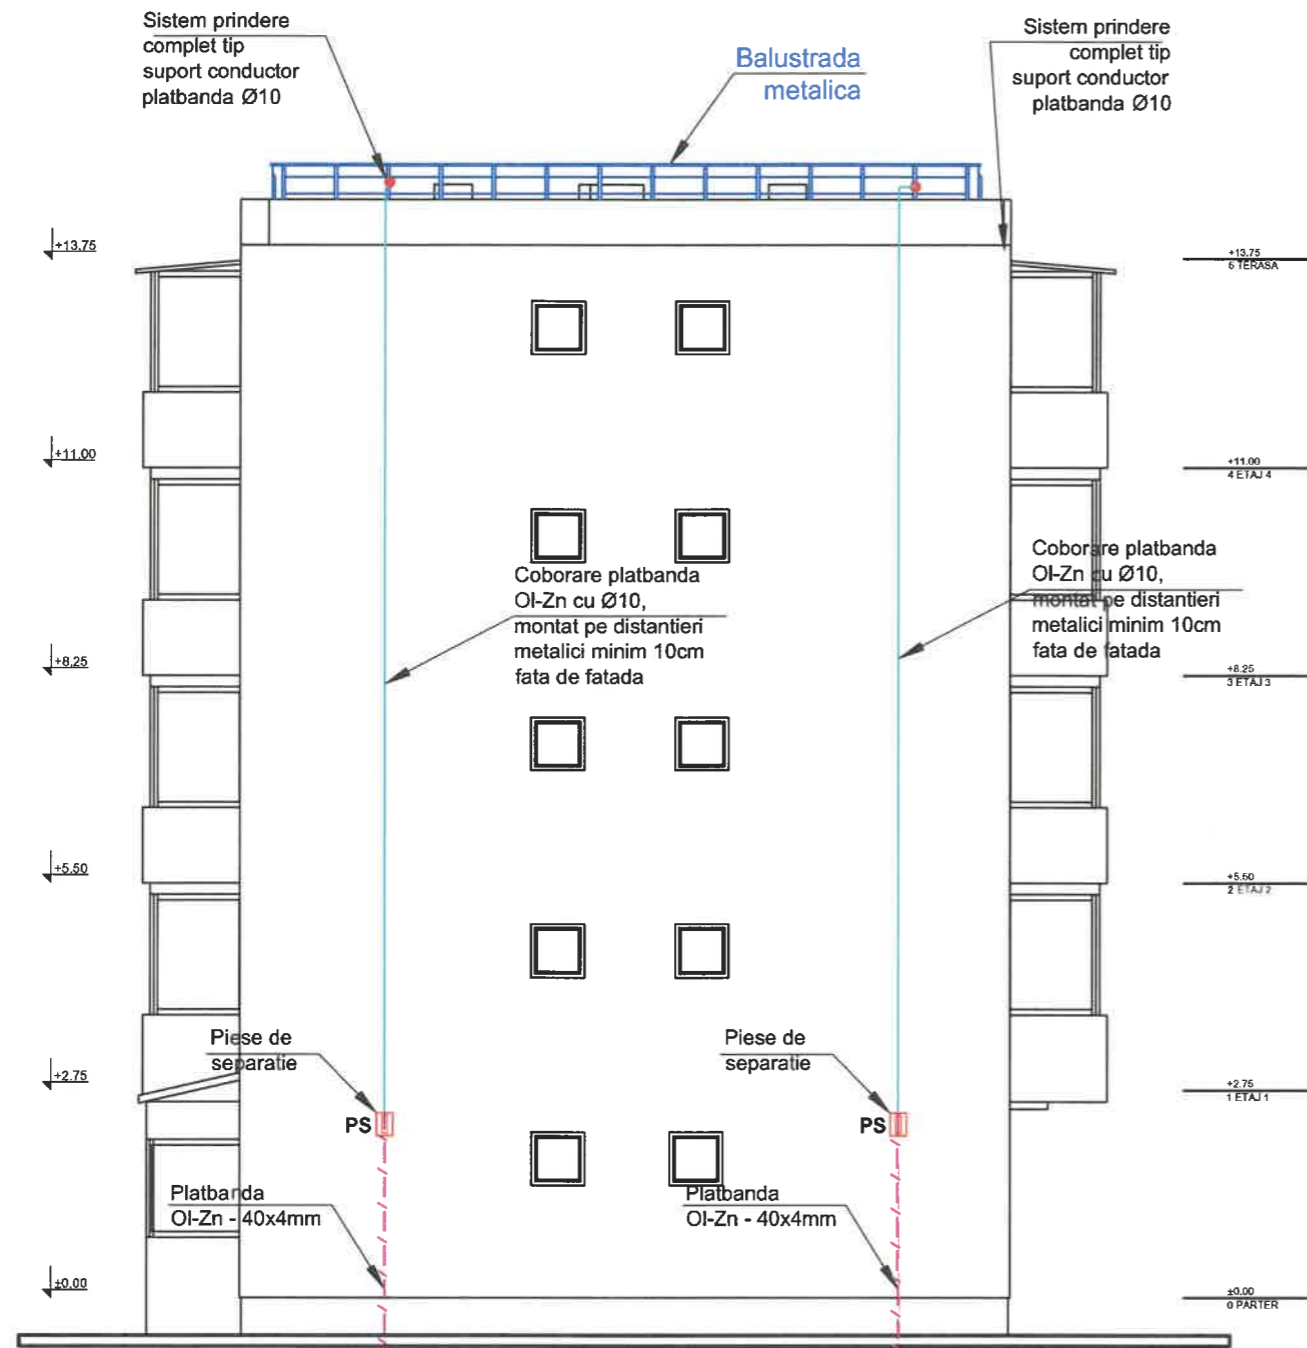 Sistem prindere
complet tip
suport conductor
platbanda Ø10
Balustrada
metalica
Sistem prindere
complet tip
suport conductor
platbanda Ø10
+13.75
+13.75
6 TERASA
+11.00
+11.00
4 ETAJ 4
Coborare platbanda
Ol-Zn cu Ø10,
montat pe distantieri
metalici minim 10cm
fata de fatada
Coborare platbanda
Ol-Zn cu Ø10,
montat pe distantieri
metalici minim 10cm
fata de fatada
+8.25
+8.25
3 ETAJ 3
+5.50
+5.50
2 ETAJ 2
Piese de
separatie
Piese de
separatie
+2.75
+2.75
1 ETAJ 1
PS
PS
Platbanda
Ol-Zn - 40x4mm
Platbanda
Ol-Zn - 40x4mm
±0.00
±0.00
0 PARTER